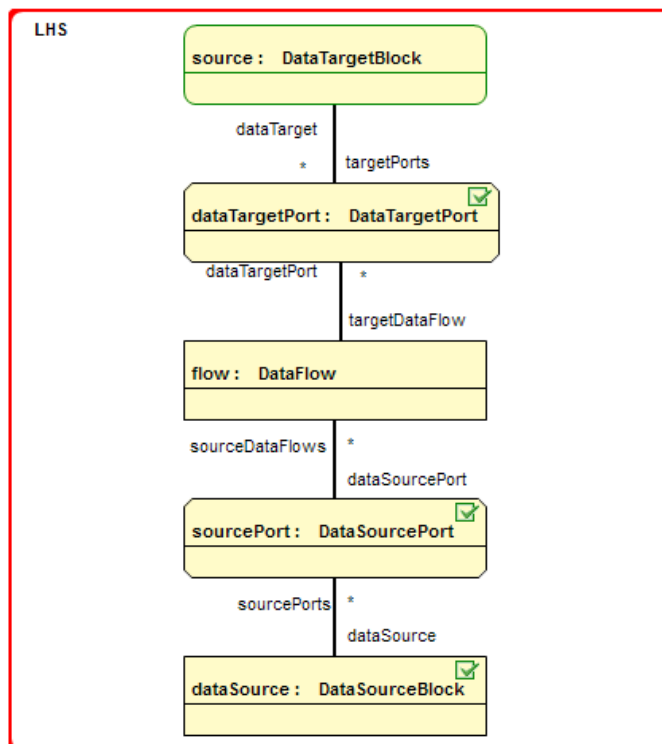 LHS
source : DataTargetBlock
dataTarget
* targetPorts
dataTargetPort : DataTargetPort
dataTargetPort *
targetDataFlow
flow : DataFlow
sourceDataFlows *
dataSourcePort
sourcePort : DataSourcePort
sourcePorts *
dataSource
dataSource : DataSourceBlock